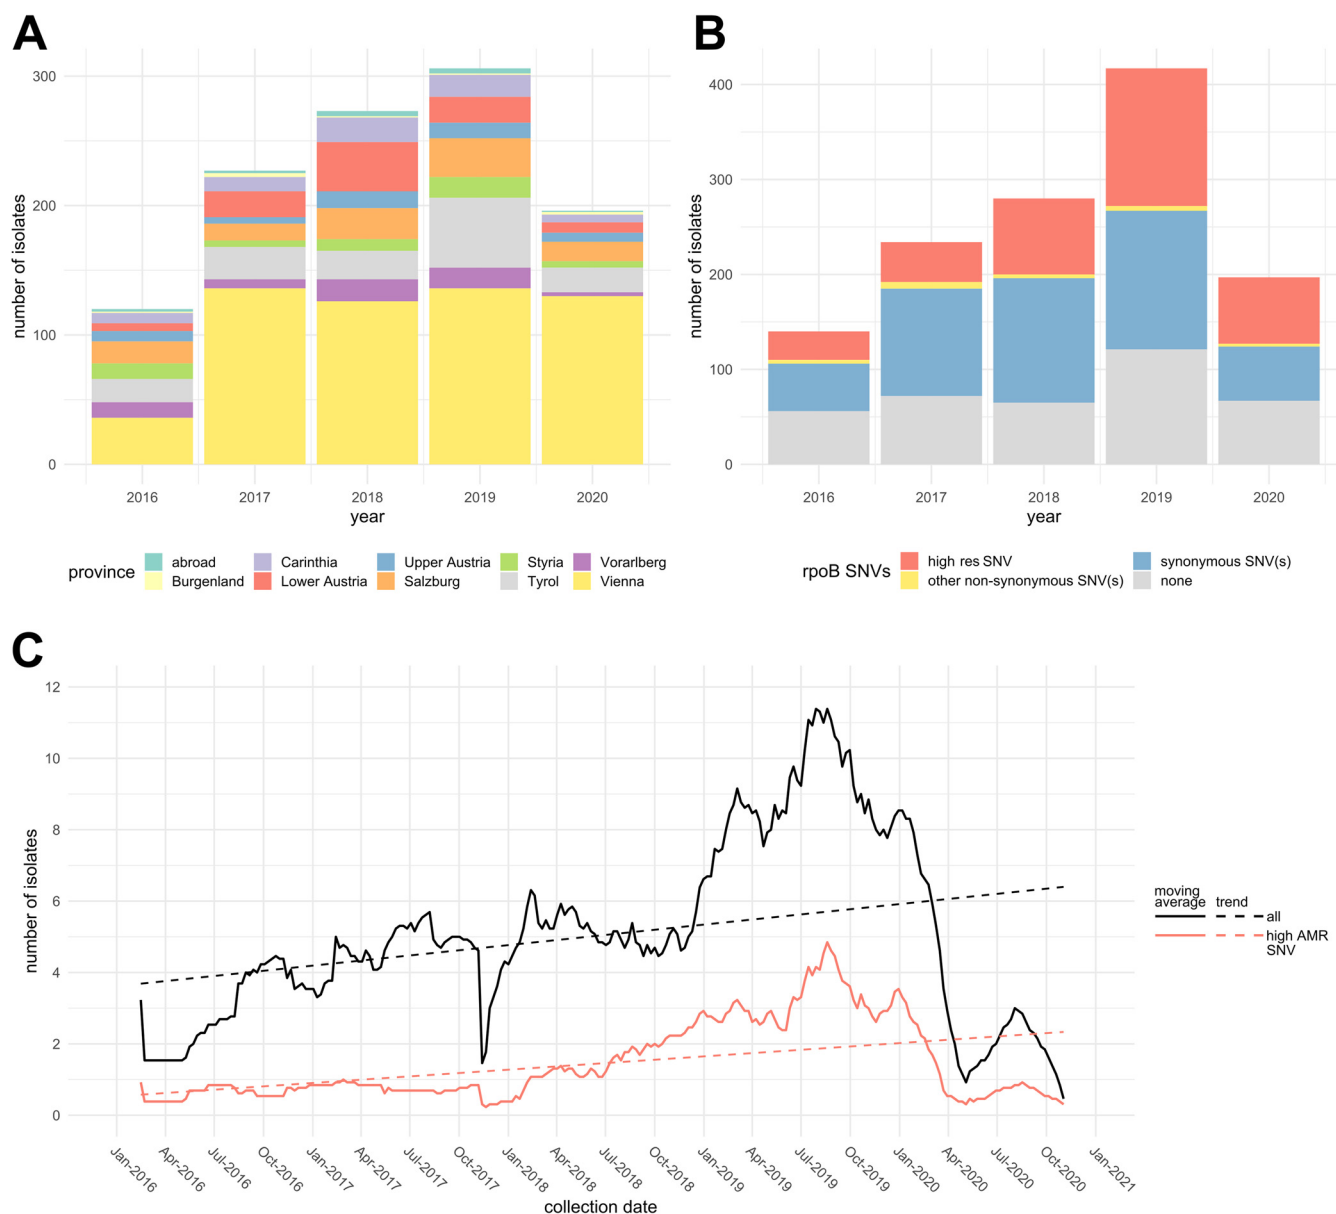 A
number of isolates
300
200
100
0
2016 2017 2018 2019 2020
year
province
abroad Carinthia Upper Austria Styria Vorarlberg
Burgenland Lower Austria Salzburg Tyrol Vienna
B
number of isolates
400
300
200
100
0
2016 2017 2018 2019 2020
year
rpoB SNVs
high res SNV synonymous SNV(s)
other non-synonymous SNV(s) none
C
number of isolates
12
10
8
6
4
2
0
Jan-2016 Apr-2016 Jul-2016 Oct-2016 Jan-2017 Apr-2017 Jul-2017 Oct-2017 Jan-2018 Apr-2018 Jul-2018 Oct-2018 Jan-2019 Apr-2019 Jul-2019 Oct-2019 Jan-2020 Apr-2020 Jul-2020 Oct-2020 Jan-2021
collection date
moving
average trend
all
high AMR
SNV